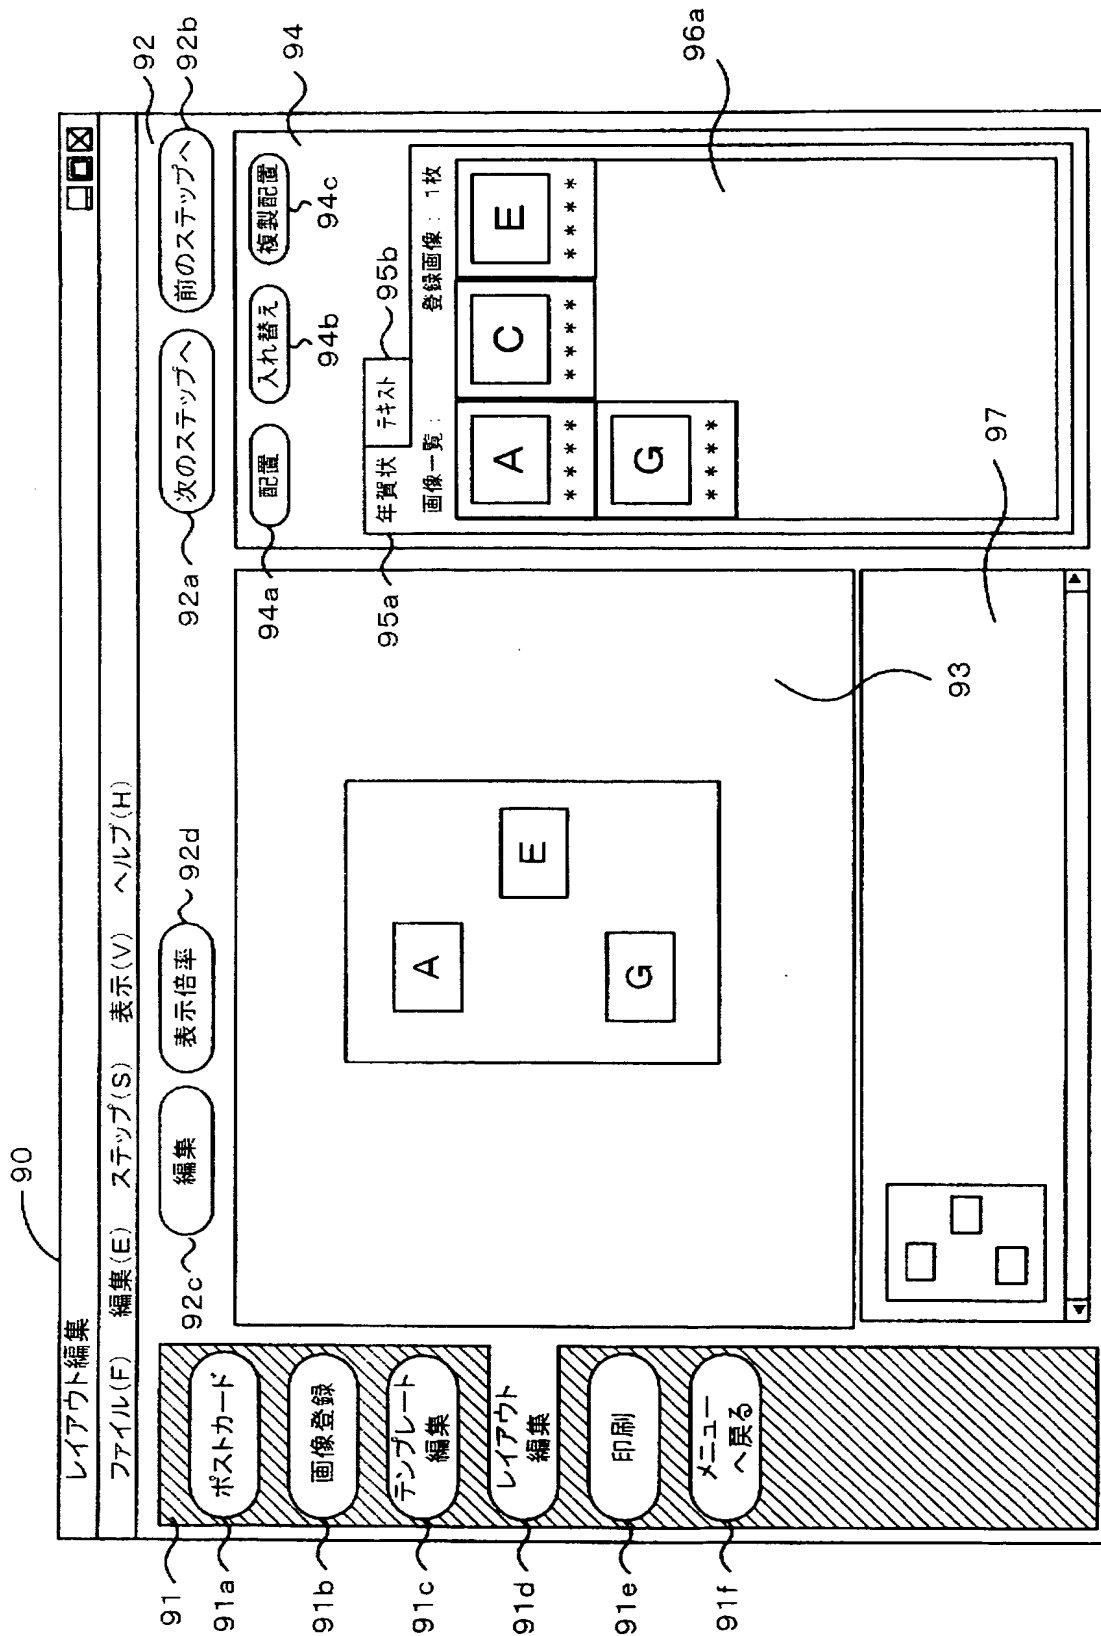 90
レイアウト編集
ファイル(F) 編集(E) ステップ(S) 表示(V) ヘルプ(H)
92
92c 編集
表示倍率 92d
92a 次のステップへ
前のステップへ 92b
91
91a ポストカード
91b 画像登録
91c テンプレート
編集
91d レイアウト
編集
91e 印刷
91f メニュー
へ戻る
A
E
G
93
94
94a 配置
入れ替え 94b
複製配置 94c
95a 年賀状
テキスト 95b
画像一覧: 登録画像: 1枚
A
C
E
****
****
****
G
****
96a
97